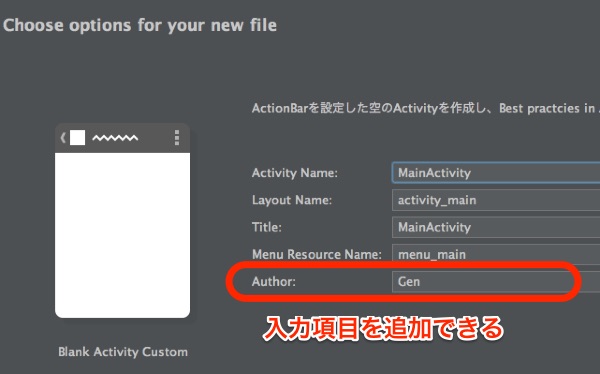 Choose options for your new file
ActionBarを設定した空のActivityを作成し、Best practcies in
Activity Name: MainActivity
Layout Name: activity_main
Title: MainActivity
Menu Resource Name: menu_main
Author: Gen
入力項目を追加できる
Blank Activity Custom